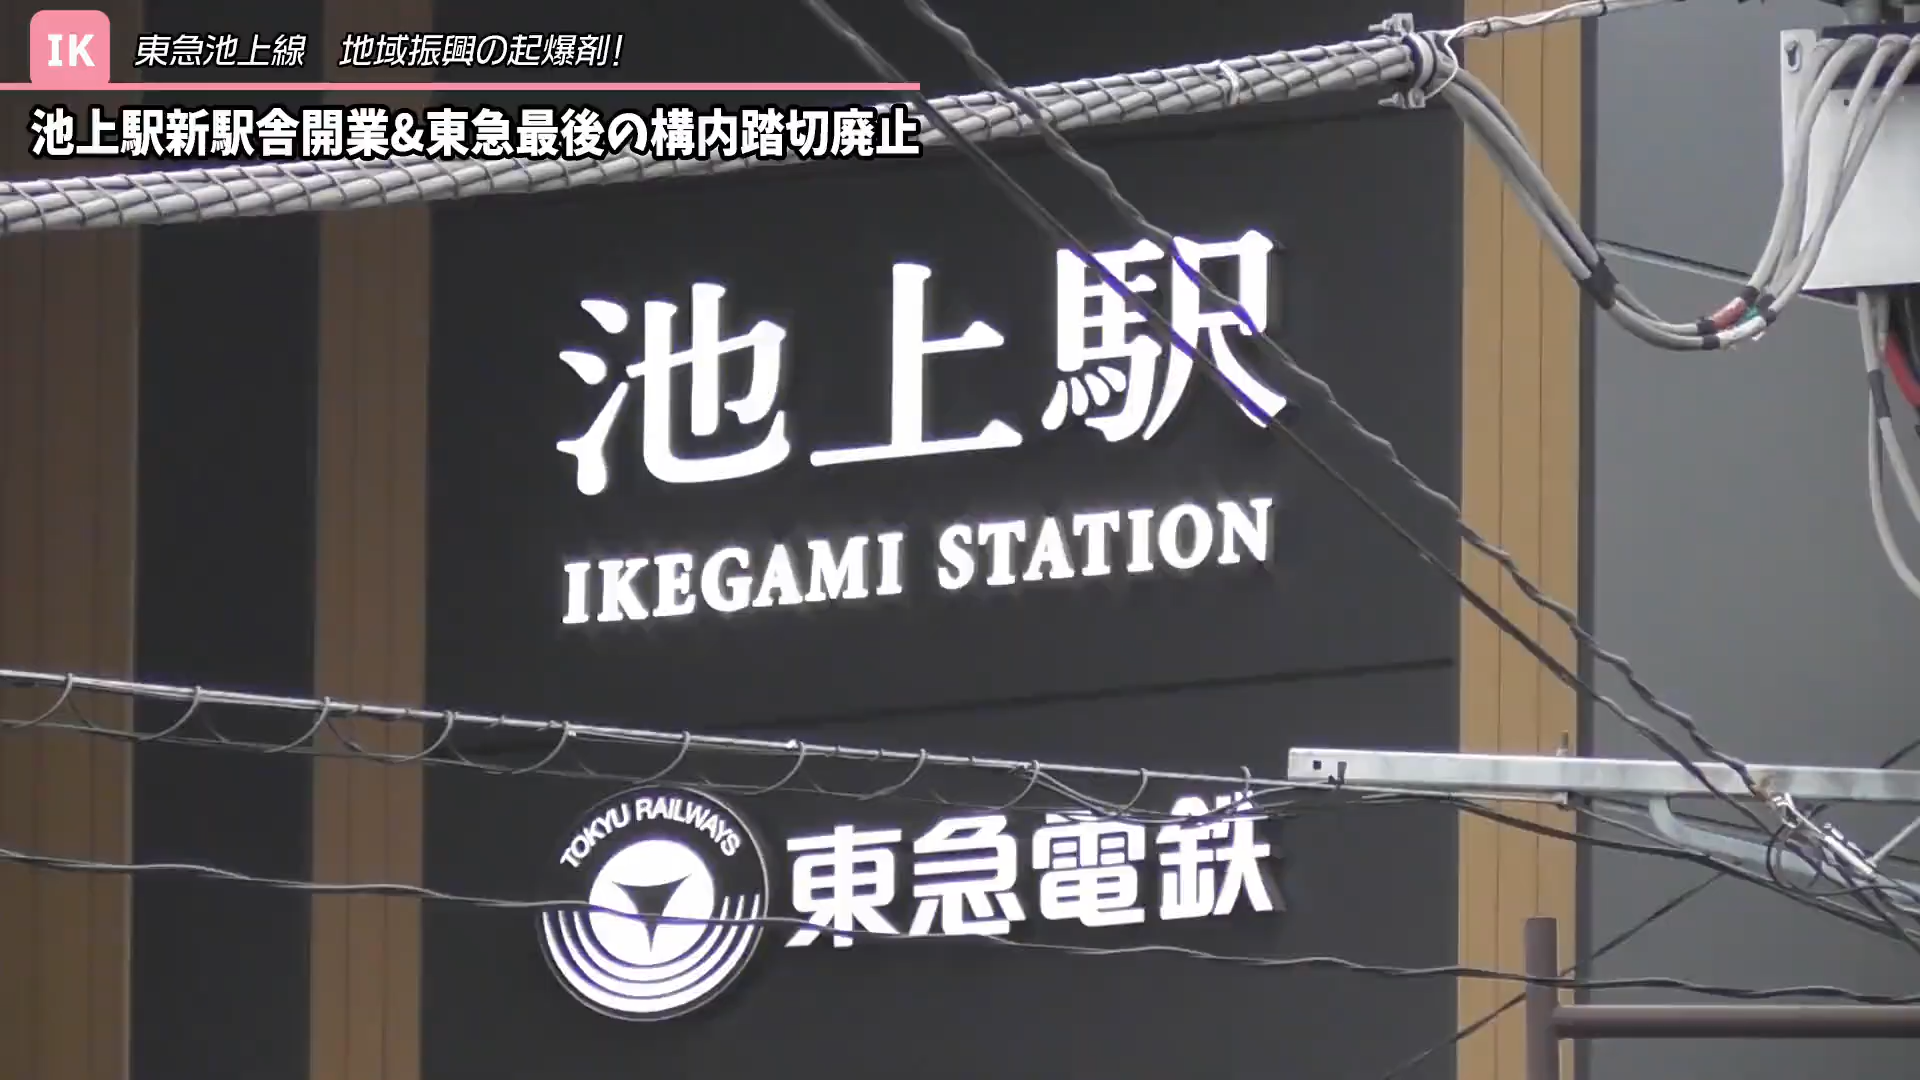 IK 東急池上線 地域振興の起爆剤!
池上駅新駅舎開業&東急最後の構内踏切廃止
池上駅
IKEGAMI STATION
TOKYU RAILWAYS
東急電鉄